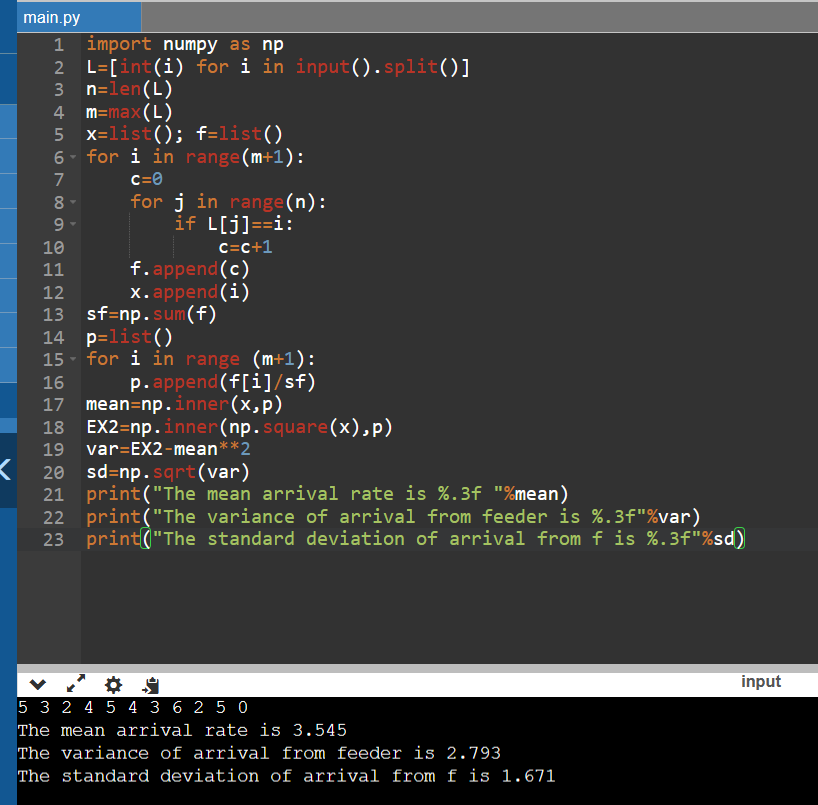 main.py
1 import numpy as np
2 L=[int(i) for i in input().split()]
3 n=len(L)
4 m=max(L)
5 x=list(); f=list()
6 for i in range(m+1):
7     c=0
8     for j in range(n):
9         if L[j]==i:
10             c=c+1
11     f.append(c)
12     x.append(i)
13 sf=np.sum(f)
14 p=list()
15 for i in range (m+1):
16     p.append(f[i]/sf)
17 mean=np.inner(x,p)
18 EX2=np.inner(np.square(x),p)
19 var=EX2-mean**2
20 sd=np.sqrt(var)
21 print("The mean arrival rate is %.3f "%mean)
22 print("The variance of arrival from feeder is %.3f"%var)
23 print("The standard deviation of arrival from f is %.3f"%sd)
input
5 3 2 4 5 4 3 6 2 5 0
The mean arrival rate is 3.545
The variance of arrival from feeder is 2.793
The standard deviation of arrival from f is 1.671